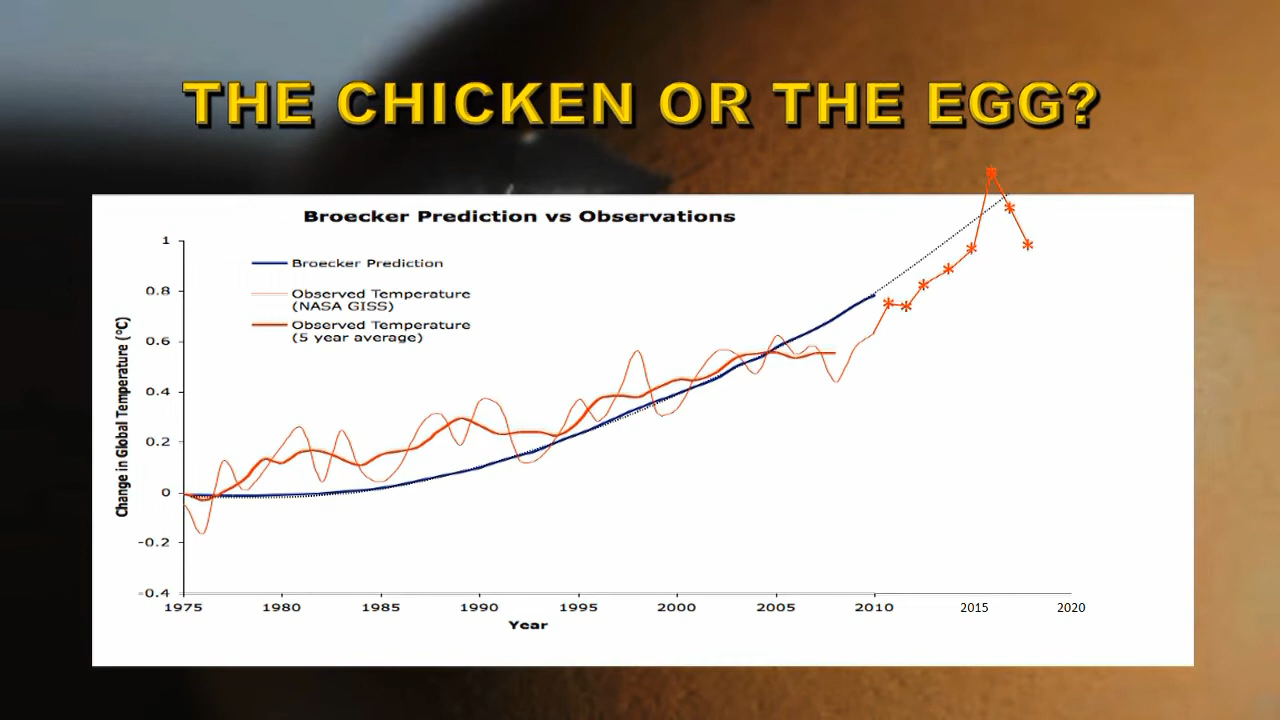 THE CHICKEN OR THE EGG?
Broecker Prediction vs Observations
1
0.8
0.6
0.4
0.2
0
-0.2
-0.4
Change in Global Temperature (°C)
Broecker Prediction
Observed Temperature
(NASA GISS)
Observed Temperature
(5 year average)
1975 1980 1985 1990 1995 2000 2005 2010 2015 2020
Year